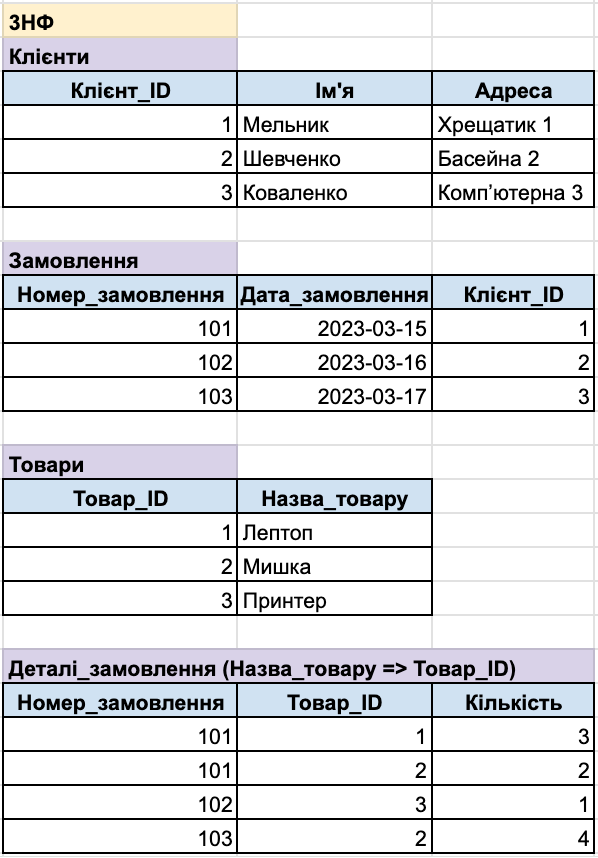 3НФ
Клієнти
Клієнт_ID Ім'я Адреса
1 Мельник Хрещатик 1
2 Шевченко Басейна 2
3 Коваленко Комп'ютерна 3
Замовлення
Номер_замовлення Дата_замовлення Клієнт_ID
101 2023-03-15 1
102 2023-03-16 2
103 2023-03-17 3
Товари
Товар_ID Назва_товару
1 Лептоп
2 Мишка
3 Принтер
Деталі_замовлення (Назва_товару => Товар_ID)
Номер_замовлення Товар_ID Кількість
101 1 3
101 2 2
102 3 1
103 2 4